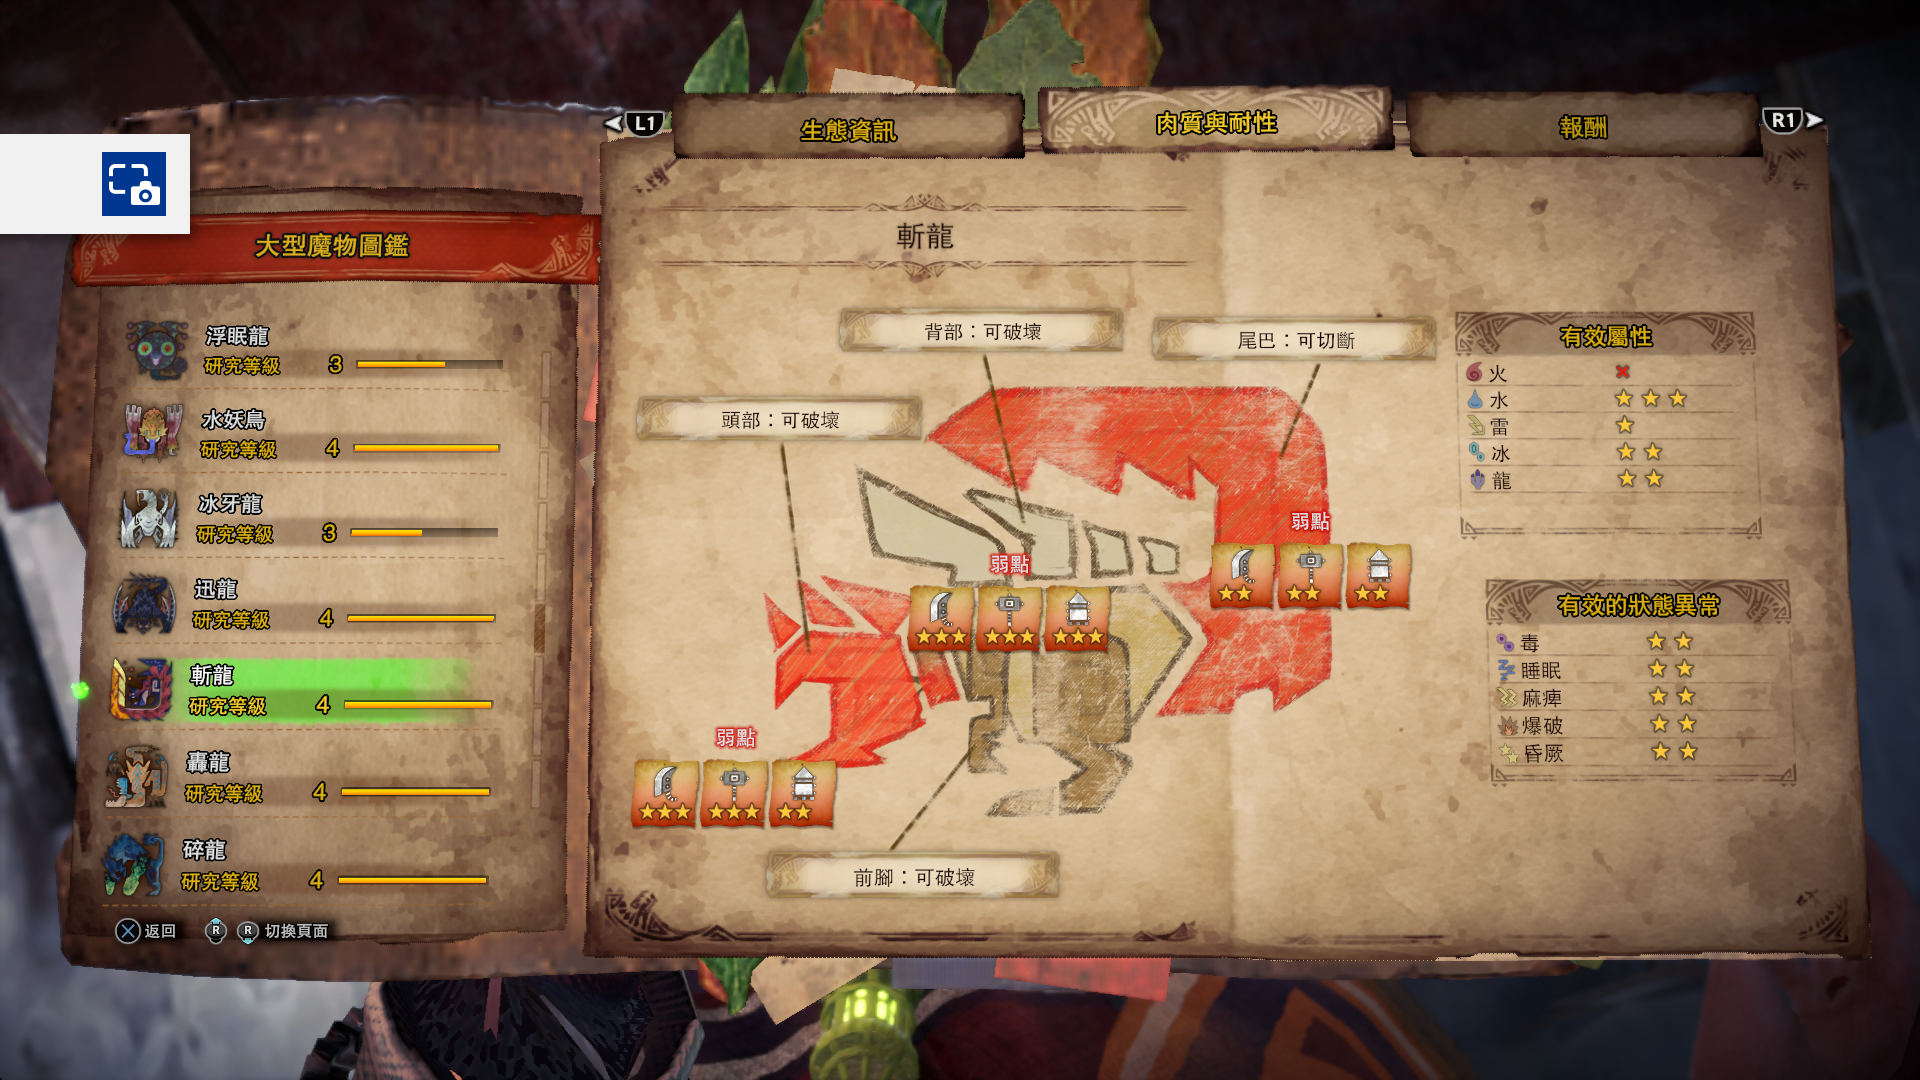 L1
生態資訊
肉質與耐性
報酬
R1
大型魔物圖鑑
浮眠龍
研究等級 3
水妖鳥
研究等級 4
冰牙龍
研究等級 3
迅龍
研究等級 4
斬龍
研究等級 4
轟龍
研究等級 4
碎龍
研究等級 4
返回 R R 切換頁面
斬龍
背部：可破壞
尾巴：可切斷
頭部：可破壞
弱點
弱點
弱點
前腳：可破壞
有效屬性
火
水
雷
冰
龍
有效的狀態異常
毒
睡眠
麻痺
爆破
昏厥